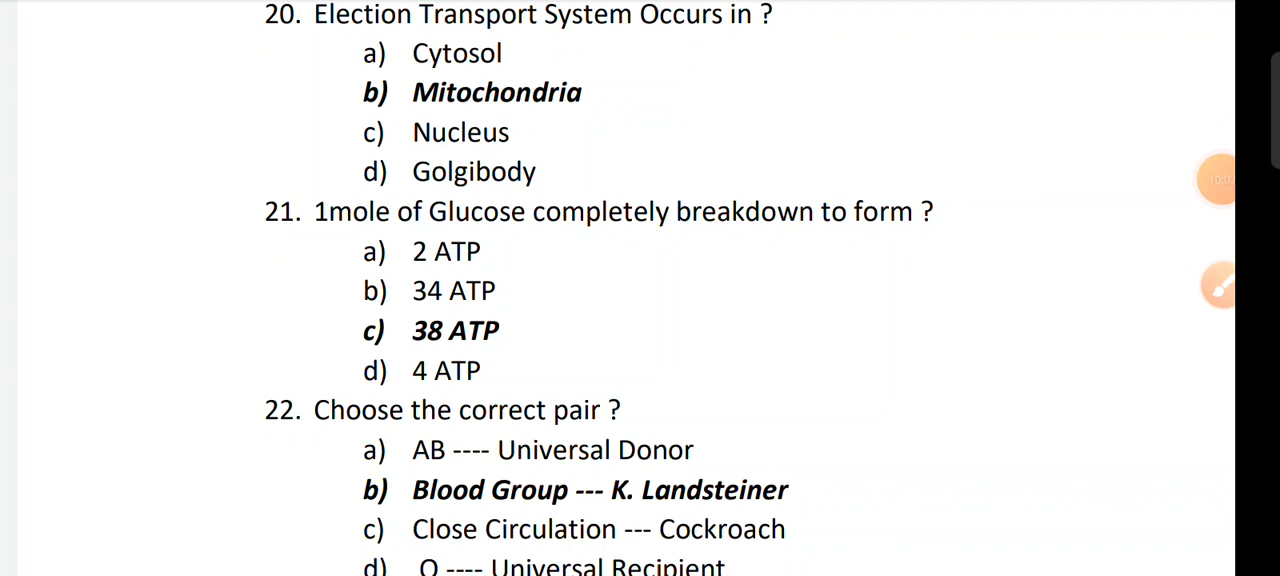 20. Election Transport System Occurs in ?
a) Cytosol
b) Mitochondria
c) Nucleus
d) Golgibody
21. 1mole of Glucose completely breakdown to form ?
a) 2 ATP
b) 34 ATP
c) 38 ATP
d) 4 ATP
22. Choose the correct pair ?
a) AB ---- Universal Donor
b) Blood Group --- K. Landsteiner
c) Close Circulation --- Cockroach
d) O ---- Universal Recipient